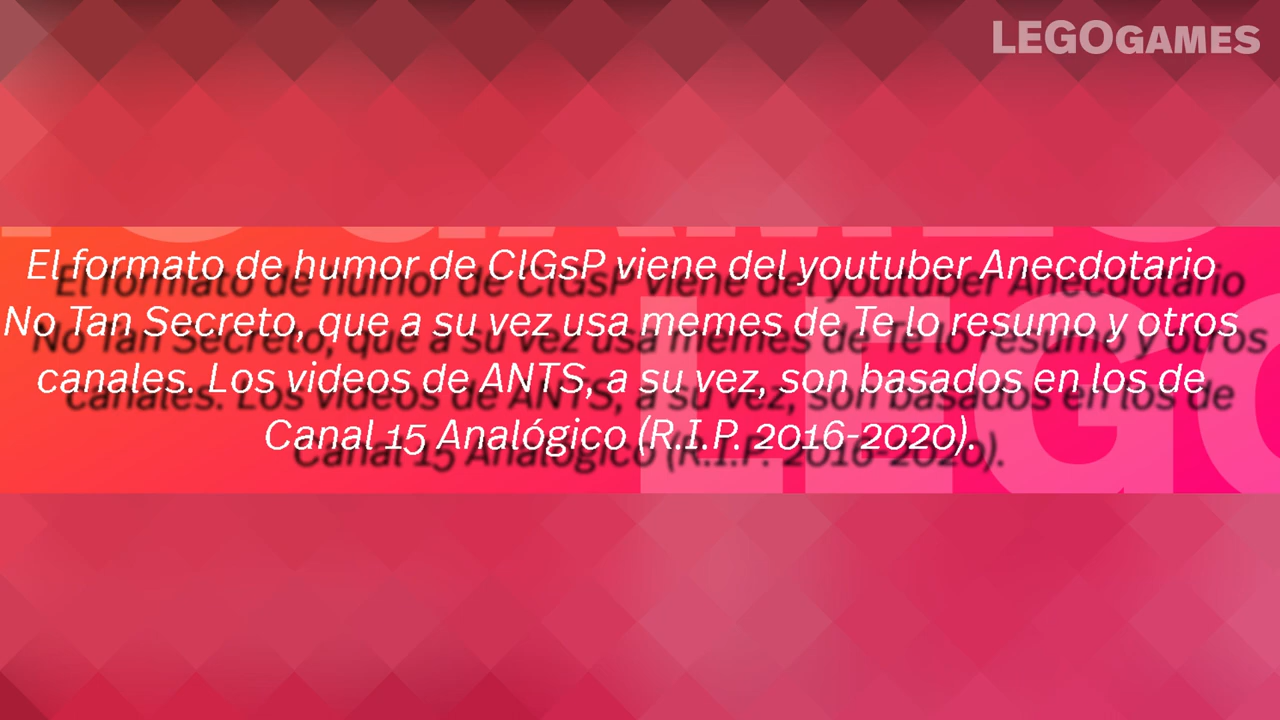 LEGOGAMES
El formato de humor de ClGsP viene del youtuber Anecdotario
No Tan Secreto, que a su vez usa memes de Te lo resumo y otros
canales. Los videos de ANTS, a su vez, son basados en los de
Canal 15 Analógico (R.I.P. 2016-2020).
LEGO